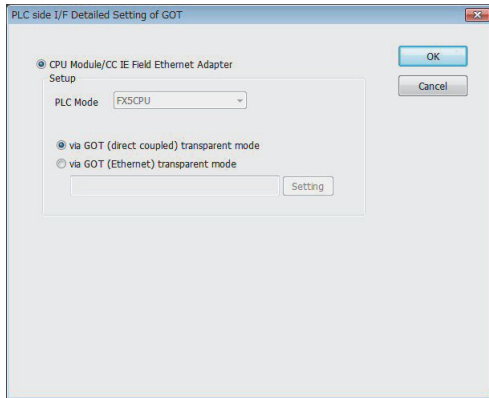 PLC side I/F Detailed Setting of GOT
CPU Module/CC IE Field Ethernet Adapter
OK
Setup
Cancel
PLC Mode FX5CPU
via GOT (direct coupled) transparent mode
via GOT (Ethernet) transparent mode
Setting